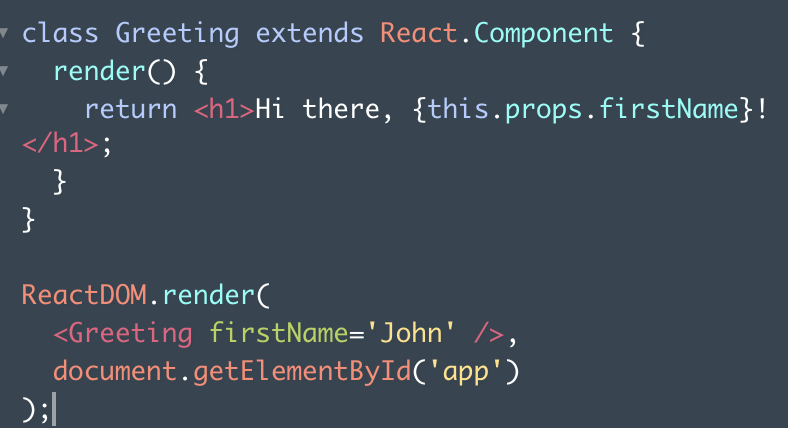 class Greeting extends React.Component {
  render() {
    return <h1>Hi there, {this.props.firstName}!
</h1>;
  }
}

ReactDOM.render(
  <Greeting firstName='John' />,
  document.getElementById('app')
);